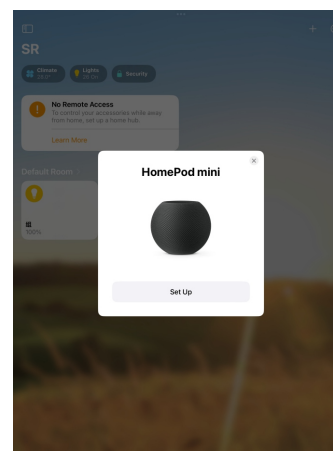 SR
Climate
Lights
Security
No Remote Access
To control your
accessories while away
from home, set up a home hub.
Learn More
Default Room
100%
HomePod mini
Set Up